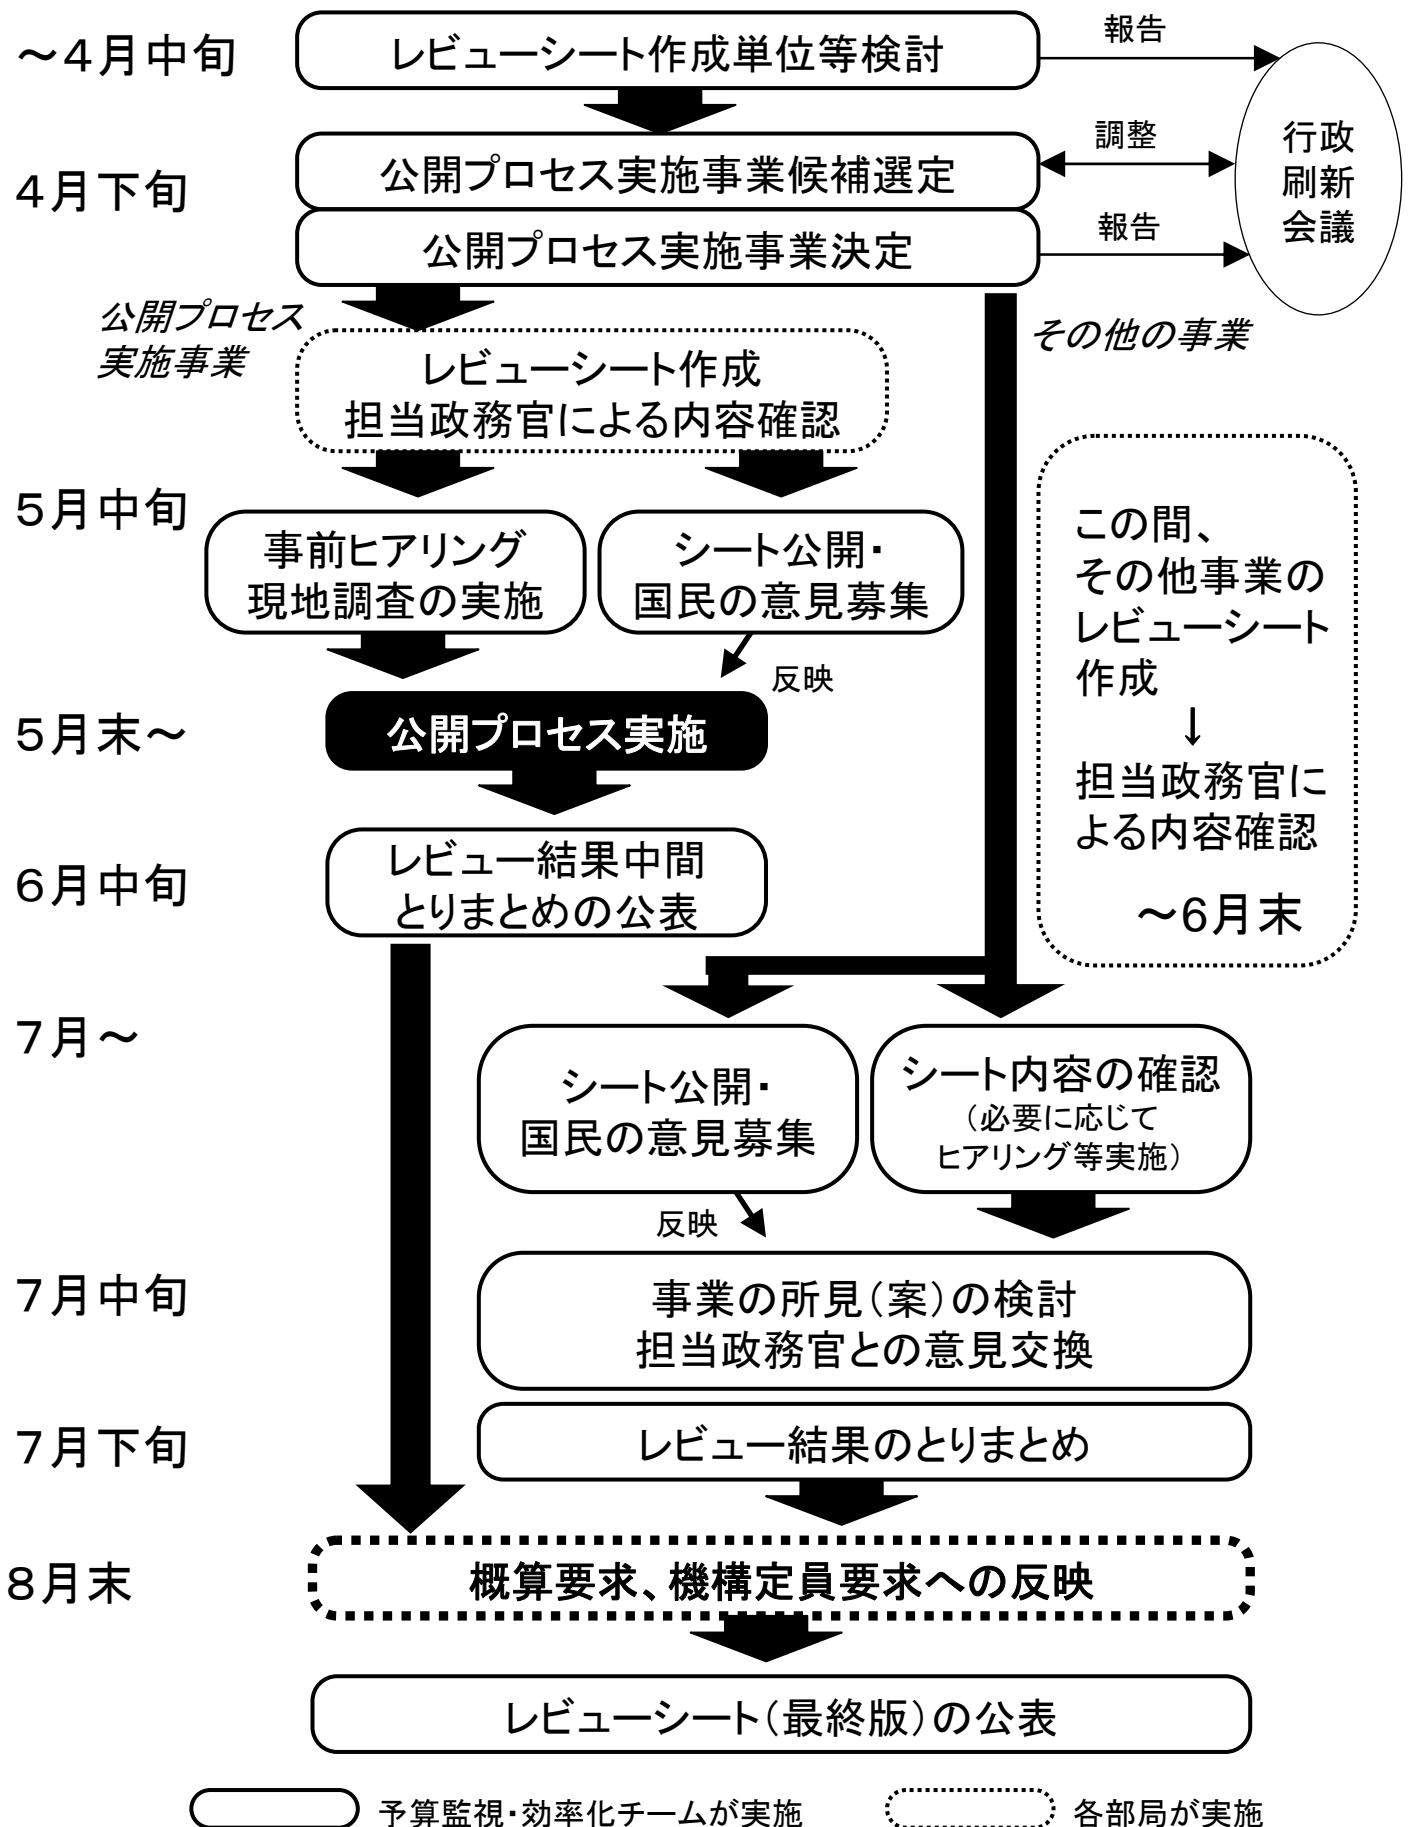 ～４月中旬
レビューシート作成単位等検討
報告
４月下旬
公開プロセス実施事業候補選定
調整
行政
刷新
会議
公開プロセス実施事業決定
報告
公開プロセス
実施事業
その他の事業
レビューシート作成
担当政務官による内容確認
５月中旬
事前ヒアリング
現地調査の実施
シート公開・
国民の意見募集
反映
この間、
その他事業の
レビューシート
作成
↓
担当政務官に
よる内容確認
～６月末
５月末～
公開プロセス実施
６月中旬
レビュー結果中間
とりまとめの公表
７月～
シート公開・
国民の意見募集
シート内容の確認
（必要に応じて
ヒアリング等実施）
反映
７月中旬
事業の所見（案）の検討
担当政務官との意見交換
７月下旬
レビュー結果のとりまとめ
８月末
概算要求、機構定員要求への反映
レビューシート（最終版）の公表
予算監視・効率化チームが実施
各部局が実施